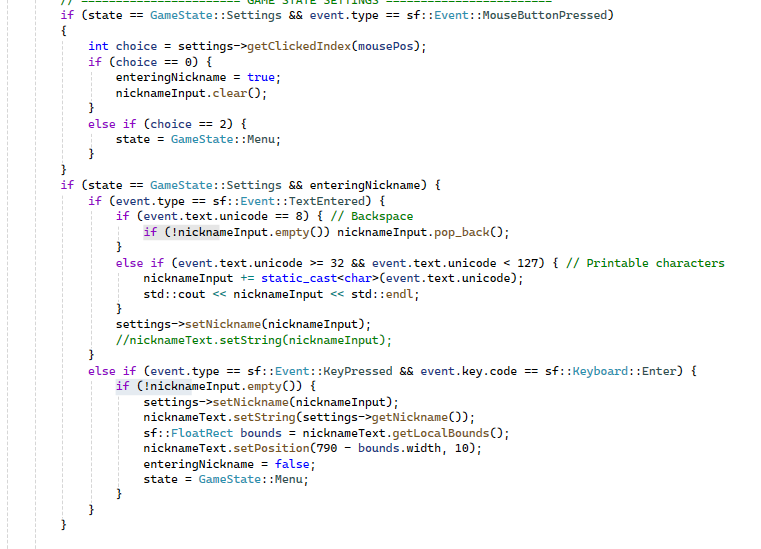 // ======================= GAME STATE SETTINGS ========================
if (state == GameState::Settings && event.type == sf::Event::MouseButtonPressed)
{
    int choice = settings->getClickedIndex(mousePos);
    if (choice == 0) {
        enteringNickname = true;
        nicknameInput.clear();
    }
    else if (choice == 2) {
        state = GameState::Menu;
    }
}
if (state == GameState::Settings && enteringNickname) {
    if (event.type == sf::Event::TextEntered) {
        if (event.text.unicode == 8) { // Backspace
            if (!nicknameInput.empty()) nicknameInput.pop_back();
        }
        else if (event.text.unicode >= 32 && event.text.unicode < 127) { // Printable characters
            nicknameInput += static_cast<char>(event.text.unicode);
            std::cout << nicknameInput << std::endl;
        }
        settings->setNickname(nicknameInput);
        //nicknameText.setString(nicknameInput);
    }
    else if (event.type == sf::Event::KeyPressed && event.key.code == sf::Keyboard::Enter) {
        if (!nicknameInput.empty()) {
            settings->setNickname(nicknameInput);
            nicknameText.setString(settings->getNickname());
            sf::FloatRect bounds = nicknameText.getLocalBounds();
            nicknameText.setPosition(790 - bounds.width, 10);
            enteringNickname = false;
            state = GameState::Menu;
        }
    }
}